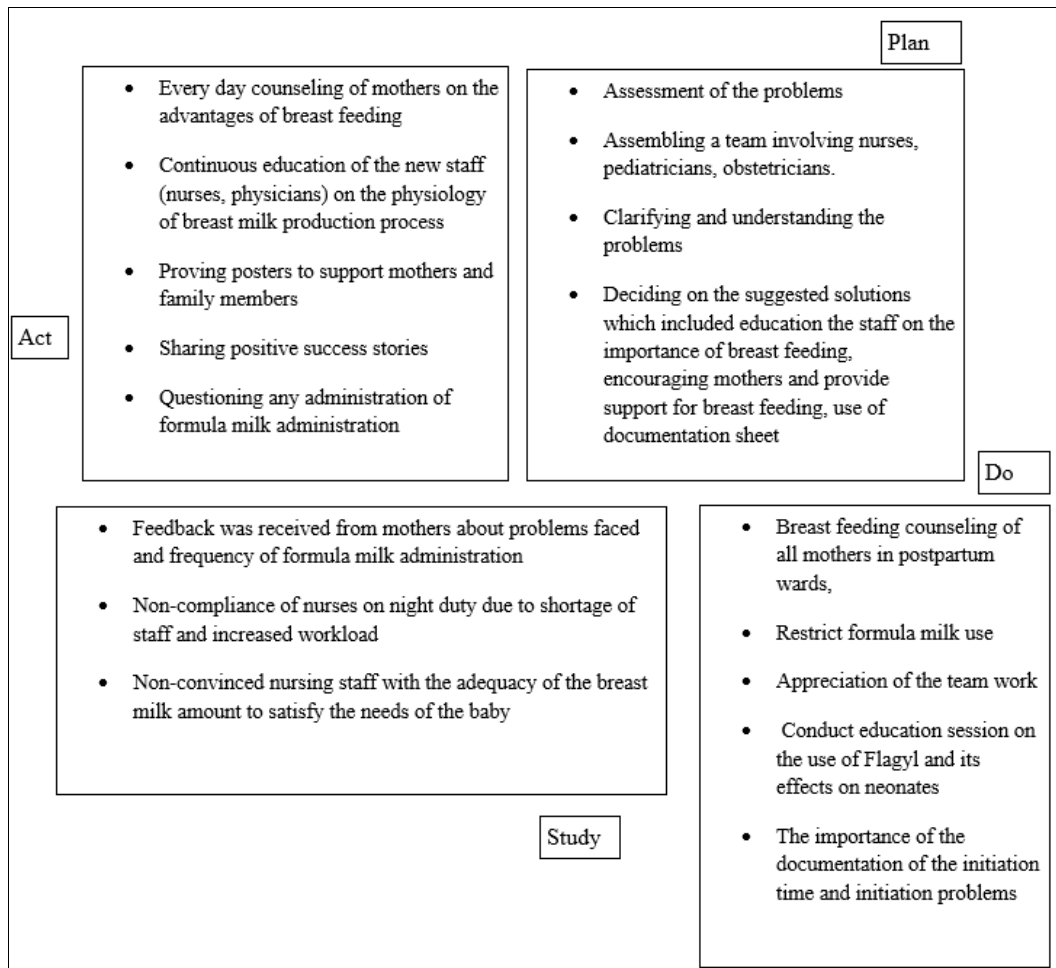 Plan
• Every day counseling of mothers on the
advantages of breast feeding
• Continuous education of the new staff
(nurses, physicians) on the physiology
of breast milk production process
• Proving posters to support mothers and
family members
• Sharing positive success stories
• Questioning any administration of
formula milk administration
Act
• Assessment of the problems
• Assembling a team involving nurses,
pediatricians, obstetricians.
• Clarifying and understanding the
problems
• Deciding on the suggested solutions
which included education the staff on the
importance of breast feeding,
encouraging mothers and provide
support for breast feeding, use of
documentation sheet
Do
• Feedback was received from mothers about problems faced
and frequency of formula milk administration
• Non-compliance of nurses on night duty due to shortage of
staff and increased workload
• Non-convinced nursing staff with the adequacy of the breast
milk amount to satisfy the needs of the baby
Study
• Breast feeding counseling of
all mothers in postpartum
wards,
• Restrict formula milk use
• Appreciation of the team work
• Conduct education session on
the use of Flagyl and its
effects on neonates
• The importance of the
documentation of the initiation
time and initiation problems